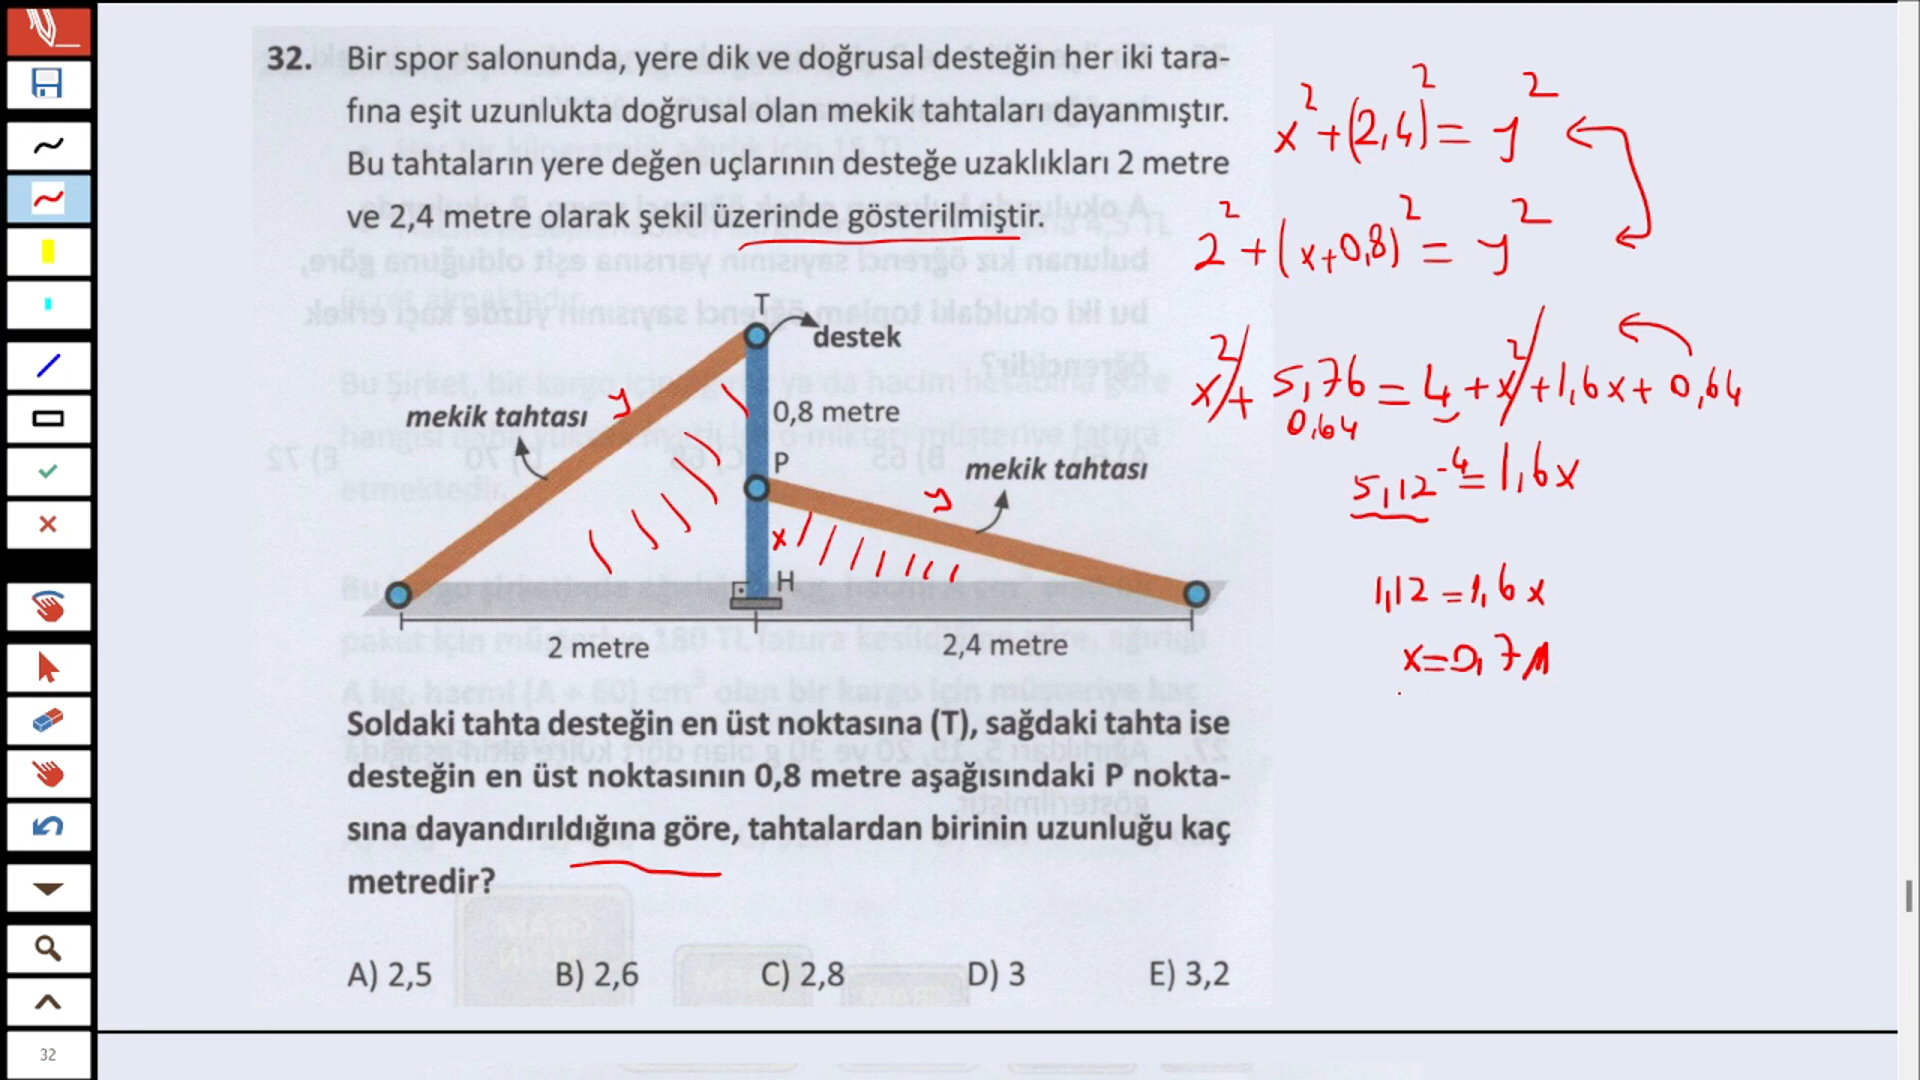 32. Bir spor salonunda, yere dik ve doğrusal desteğin her iki tara-
fına eşit uzunlukta doğrusal olan mekik tahtaları dayanmıştır.
Bu tahtaların yere değen uçlarının desteğe uzaklıkları 2 metre
ve 2,4 metre olarak şekil üzerinde gösterilmiştir.
T
destek
mekik tahtası
y
0,8 metre
P
mekik tahtası
y
x
H
2 metre
2,4 metre
Soldaki tahta desteğin en üst noktasına (T), sağdaki tahta ise
desteğin en üst noktasının 0,8 metre aşağısındaki P nokta-
sına dayandırıldığına göre, tahtalardan birinin uzunluğu kaç
metredir?
A) 2,5 B) 2,6 C) 2,8 D) 3 E) 3,2
x² + (2,4)² = y²
2² + (x+0,8)² = y²
x² + 5,76 = 4 + x² + 1,6x + 0,64
0,64
5,12 -4 = 1,6x
1,12 = 1,6x
x = 0,7
32